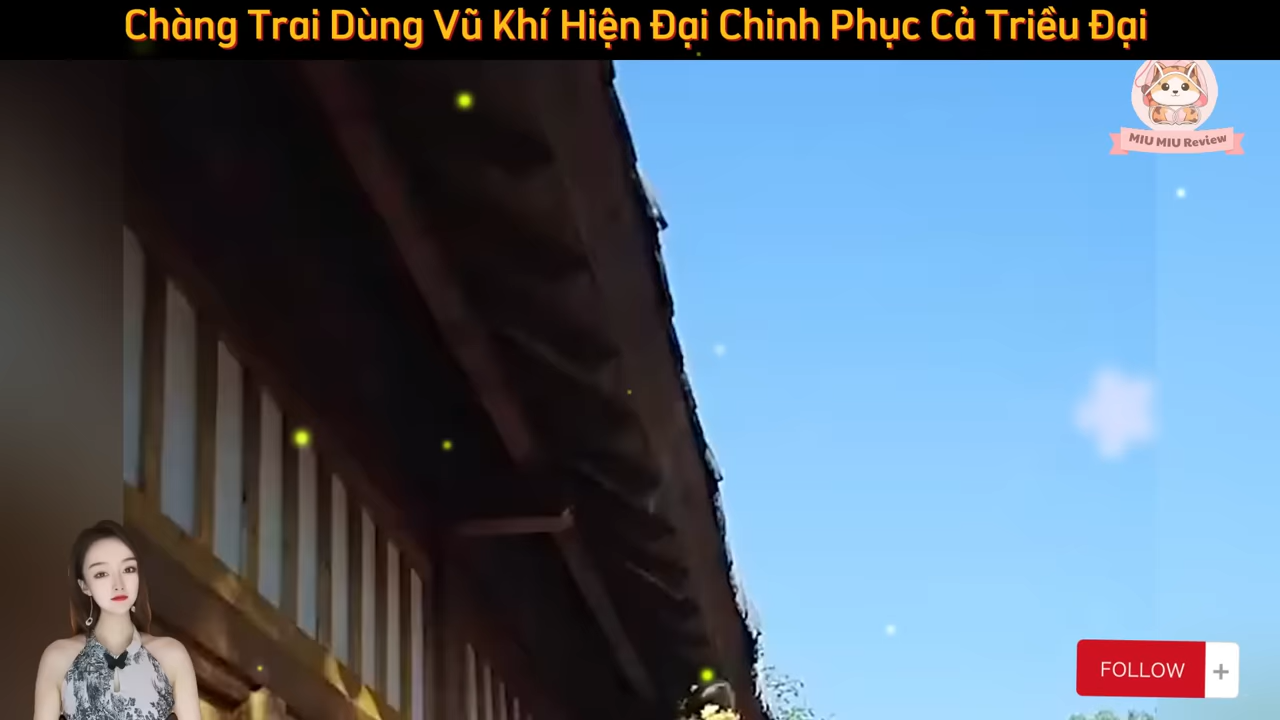 Chàng Trai Dùng Vũ Khí Hiện Đại Chinh Phục Cả Triều Đại
MIU MIU Review
FOLLOW +